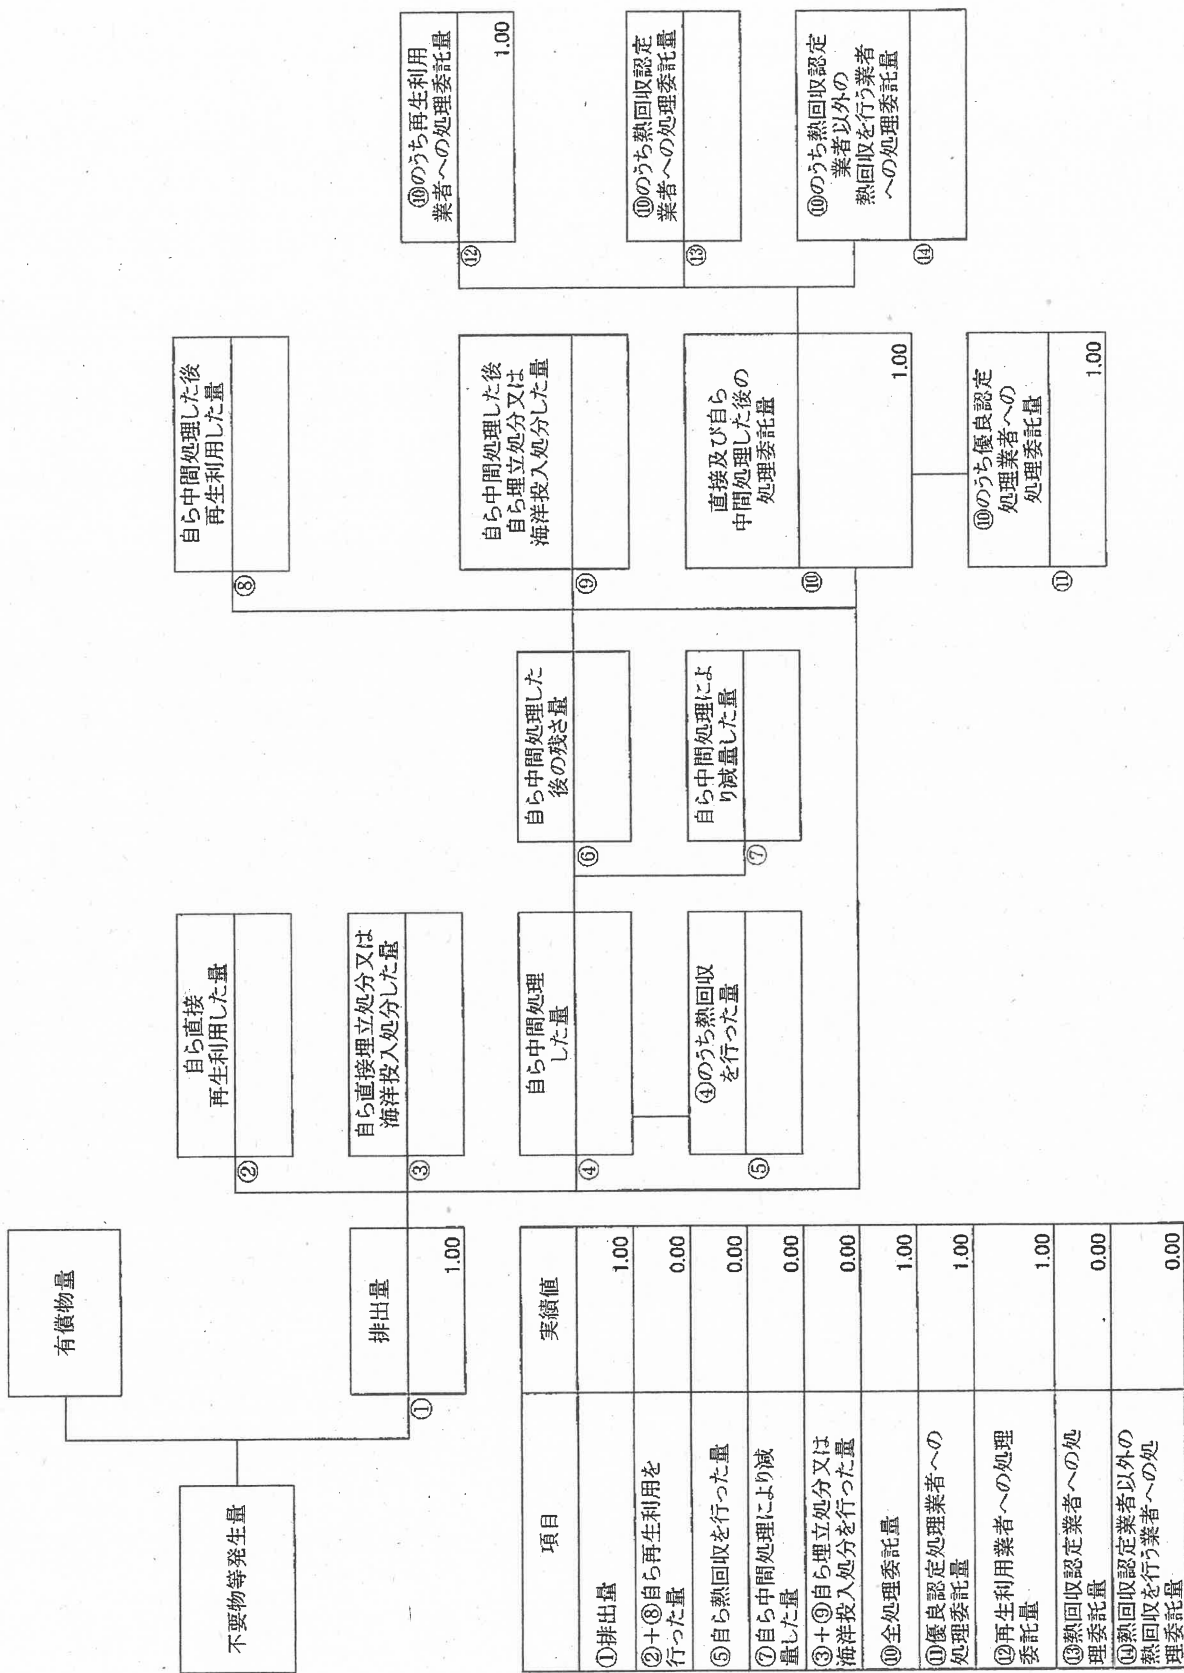 不要物等発生量
有償物量
排出量
①
1.00
自ら直接
再生利用した量
②
自ら直接埋立処分又は
海洋投入処分した量
③
自ら中間処理
した量
④
④のうち熱回収
を行った量
⑤
自ら中間処理した
後の残さ量
⑥
自ら中間処理によ
り減量した量
⑦
自ら中間処理した後
再生利用した量
⑧
自ら中間処理した後
自ら埋立処分又は
海洋投入処分した量
⑨
直接及び自ら
中間処理した後の
処理委託量
⑩
1.00
⑩のうち優良認定
処理業者への
処理委託量
⑪
1.00
⑩のうち再生利用
業者への処理委託量
⑫
1.00
⑩のうち熱回収認定
業者への処理委託量
⑬
⑩のうち熱回収認定
業者以外の
熱回収を行う業者
への処理委託量
⑭
項目 実績値
①排出量 1.00
②+⑧自ら再生利用を
行った量 0.00
⑤自ら熱回収を行った量 0.00
⑦自ら中間処理により減
量した量 0.00
③+⑨自ら埋立処分又は
海洋投入処分を行った量 0.00
⑩全処理委託量 1.00
⑪優良認定処理業者への
処理委託量 1.00
⑫再生利用業者への処理
委託量 1.00
⑬熱回収認定業者への処
理委託量 0.00
⑭熱回収認定業者以外の
熱回収を行う業者への処
理委託量 0.00